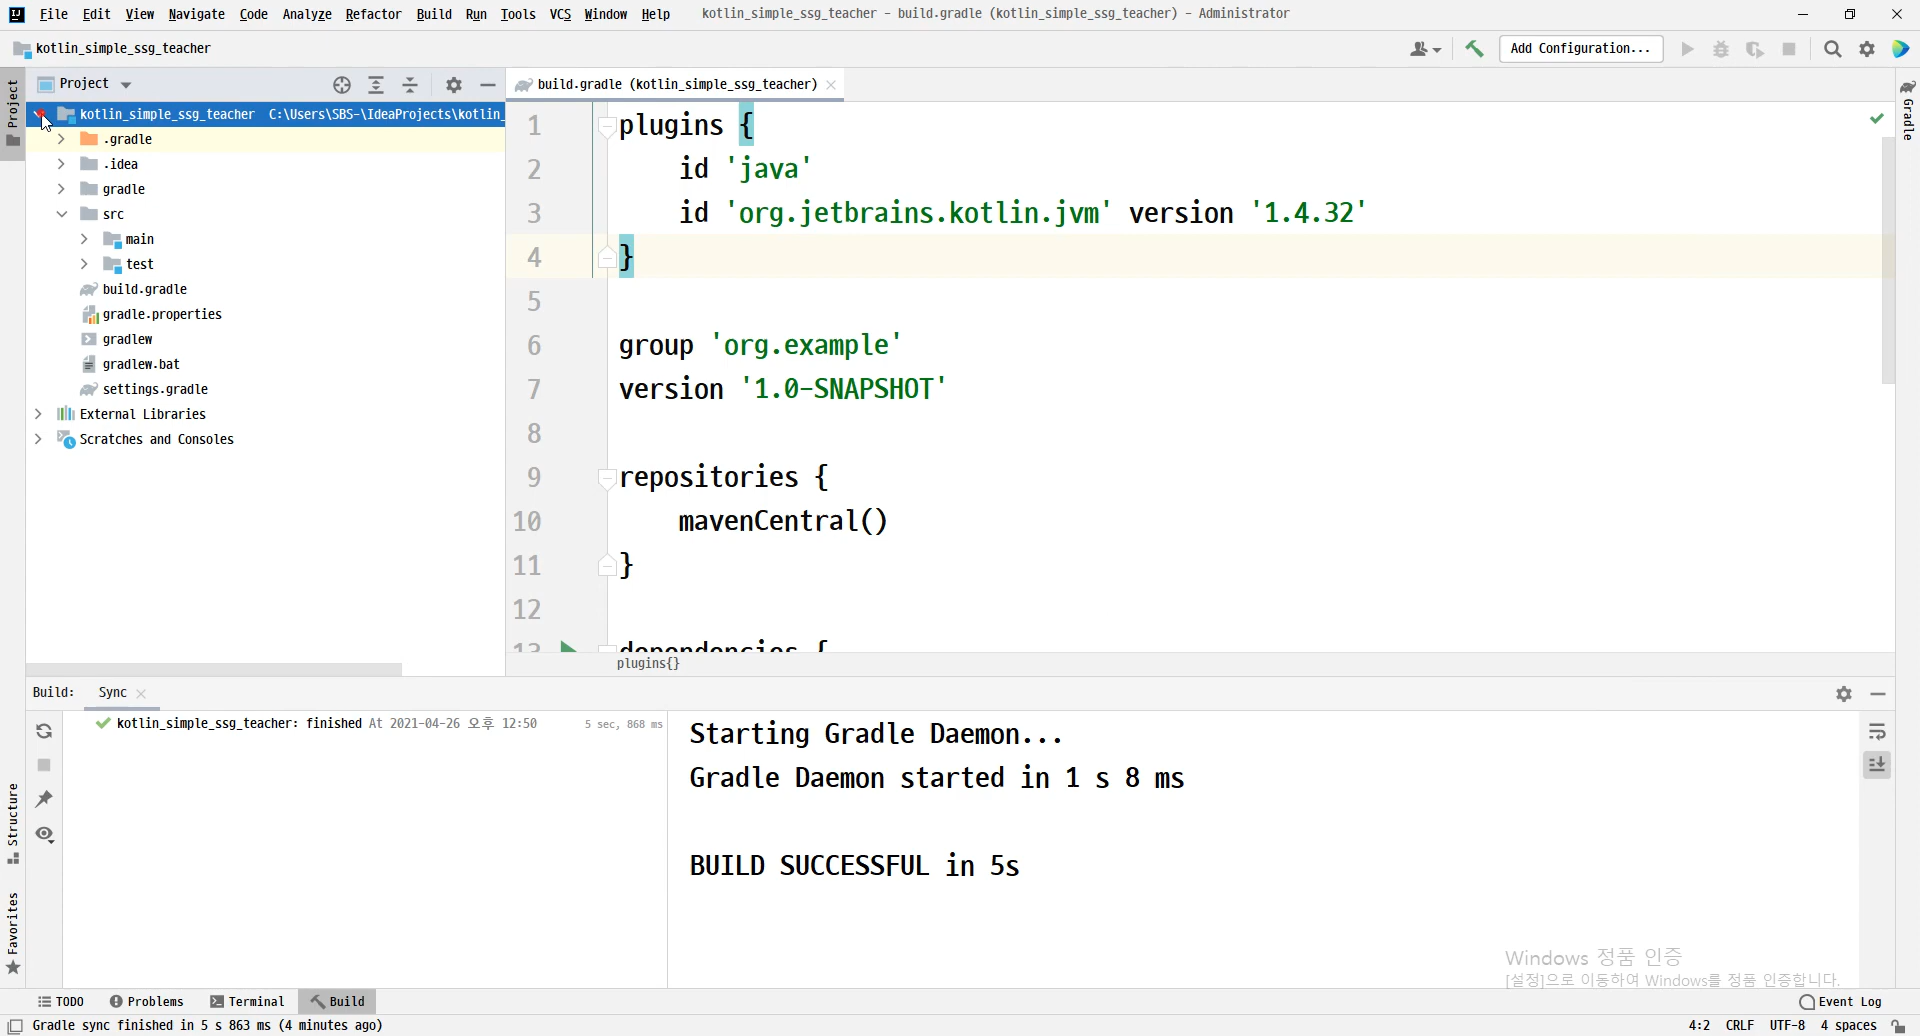 File Edit View Navigate Code Analyze Refactor Build Run Tools VCS Window Help kotlin_simple_ssg_teacher - build.gradle (kotlin_simple_ssg_teacher) - Administrator
kotlin_simple_ssg_teacher
Add Configuration...
Project
Project
build.gradle (kotlin_simple_ssg_teacher)
Gradle
kotlin_simple_ssg_teacher C:\Users\SBS-\IdeaProjects\kotlin_
.gradle
.idea
gradle
src
main
test
build.gradle
gradle.properties
gradlew
gradlew.bat
settings.gradle
External Libraries
Scratches and Consoles
1 plugins {
2 id 'java'
3 id 'org.jetbrains.kotlin.jvm' version '1.4.32'
4 }
5
6 group 'org.example'
7 version '1.0-SNAPSHOT'
8
9 repositories {
10 mavenCentral()
11 }
12
13 dependencies {
plugins{}
Build: Sync
kotlin_simple_ssg_teacher: finished At 2021-04-26 오후 12:50 5 sec, 868 ms
Starting Gradle Daemon...
Gradle Daemon started in 1 s 8 ms
BUILD SUCCESSFUL in 5s
Structure
Favorites
Windows 정품 인증
[설정]으로 이동하여 Windows를 정품 인증합니다.
TODO Problems Terminal Build Event Log
Gradle sync finished in 5 s 863 ms (4 minutes ago) 4:2 CRLF UTF-8 4 spaces